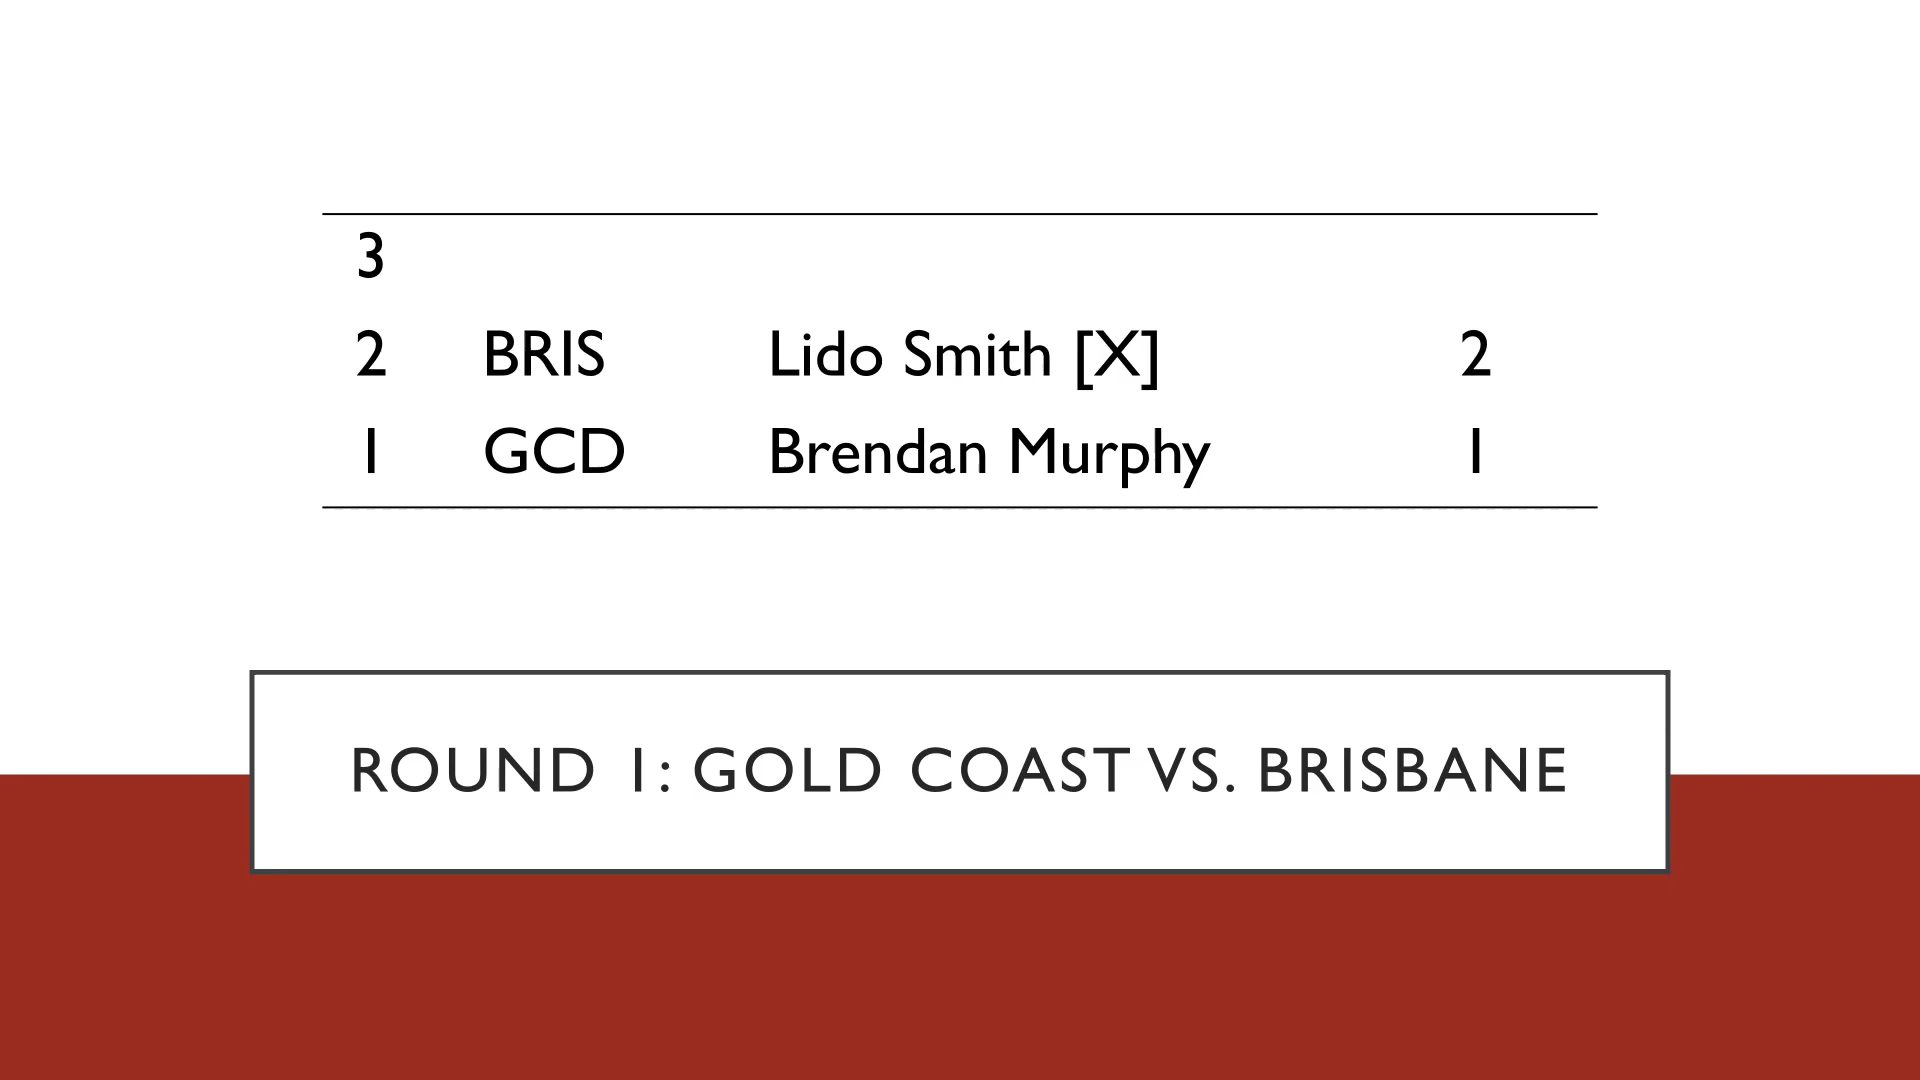 3
2 BRIS Lido Smith [X] 2
1 GCD Brendan Murphy 1
ROUND 1: GOLD COAST VS. BRISBANE